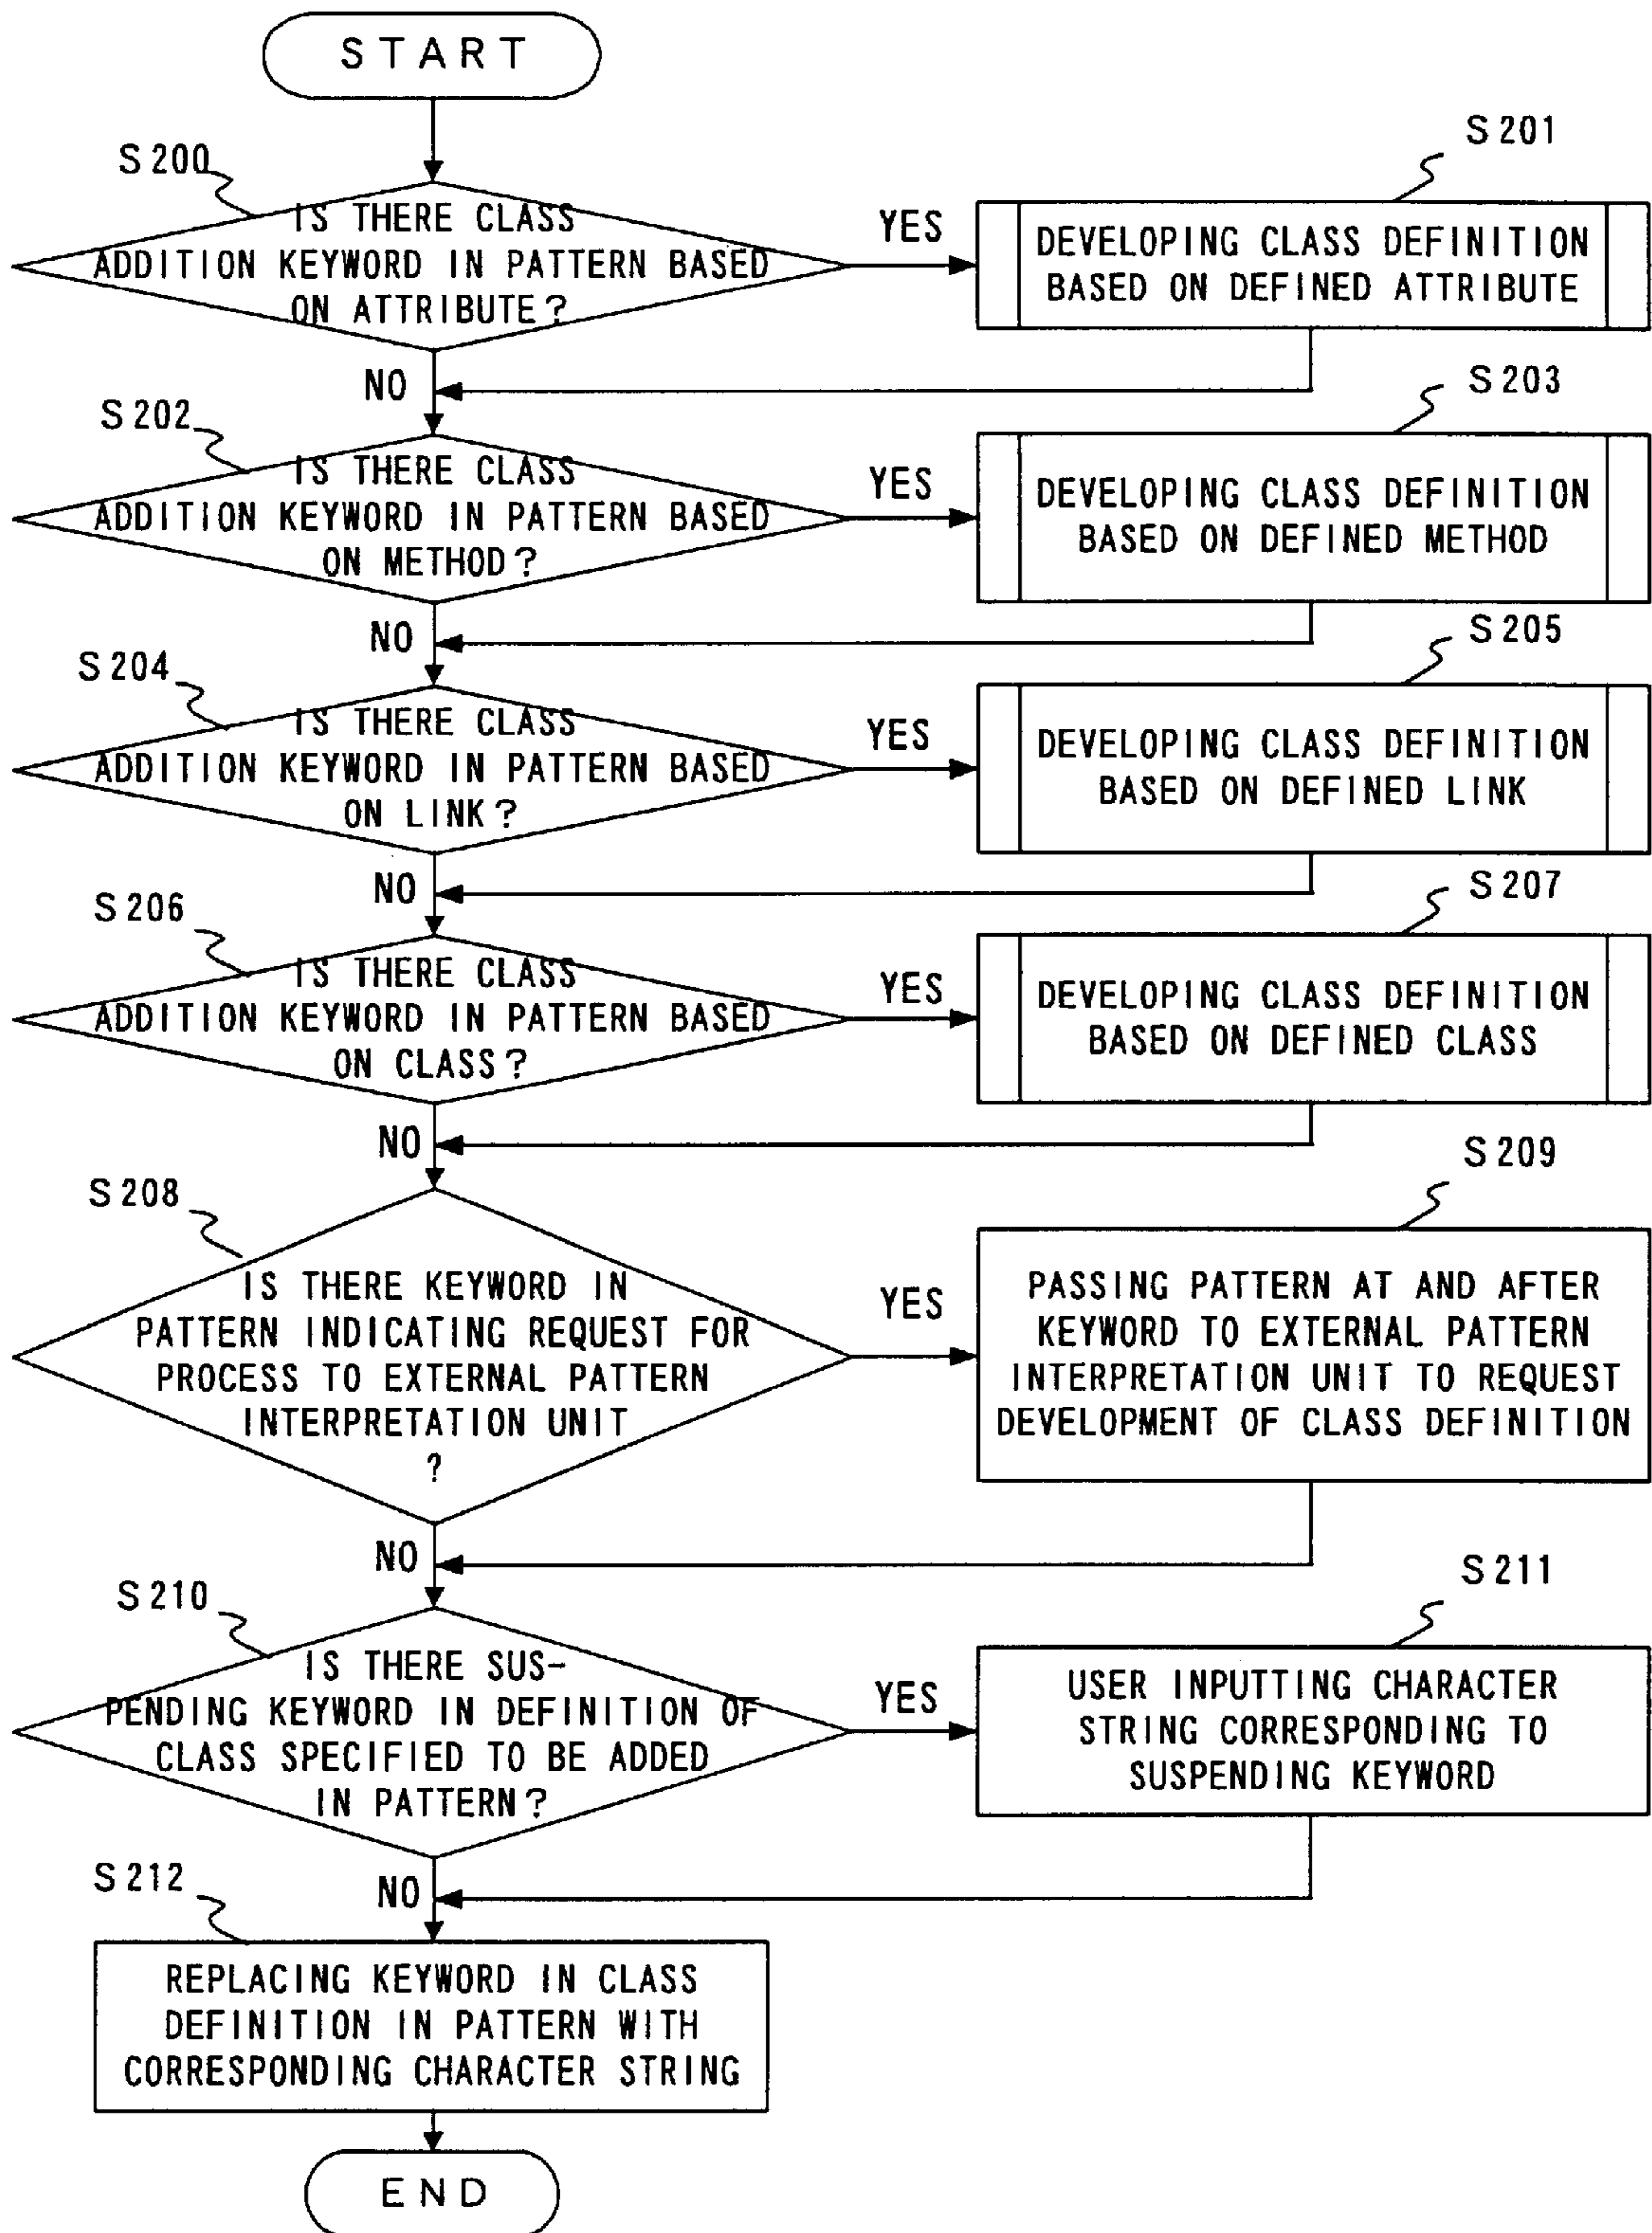 START
S200
IS THERE CLASS
ADDITION KEYWORD IN PATTERN BASED
ON ATTRIBUTE?
YES
S201
DEVELOPING CLASS DEFINITION
BASED ON DEFINED ATTRIBUTE
NO
S202
IS THERE CLASS
ADDITION KEYWORD IN PATTERN BASED
ON METHOD?
YES
S203
DEVELOPING CLASS DEFINITION
BASED ON DEFINED METHOD
NO
S204
IS THERE CLASS
ADDITION KEYWORD IN PATTERN BASED
ON LINK?
YES
S205
DEVELOPING CLASS DEFINITION
BASED ON DEFINED LINK
NO
S206
IS THERE CLASS
ADDITION KEYWORD IN PATTERN BASED
ON CLASS?
YES
S207
DEVELOPING CLASS DEFINITION
BASED ON DEFINED CLASS
NO
S208
IS THERE KEYWORD IN
PATTERN INDICATING REQUEST FOR
PROCESS TO EXTERNAL PATTERN
INTERPRETATION UNIT
?
YES
S209
PASSING PATTERN AT AND AFTER
KEYWORD TO EXTERNAL PATTERN
INTERPRETATION UNIT TO REQUEST
DEVELOPMENT OF CLASS DEFINITION
NO
S210
IS THERE SUS-
PENDING KEYWORD IN DEFINITION OF
CLASS SPECIFIED TO BE ADDED
IN PATTERN?
YES
S211
USER INPUTTING CHARACTER
STRING CORRESPONDING TO
SUSPENDING KEYWORD
NO
S212
REPLACING KEYWORD IN CLASS
DEFINITION IN PATTERN WITH
CORRESPONDING CHARACTER STRING
END